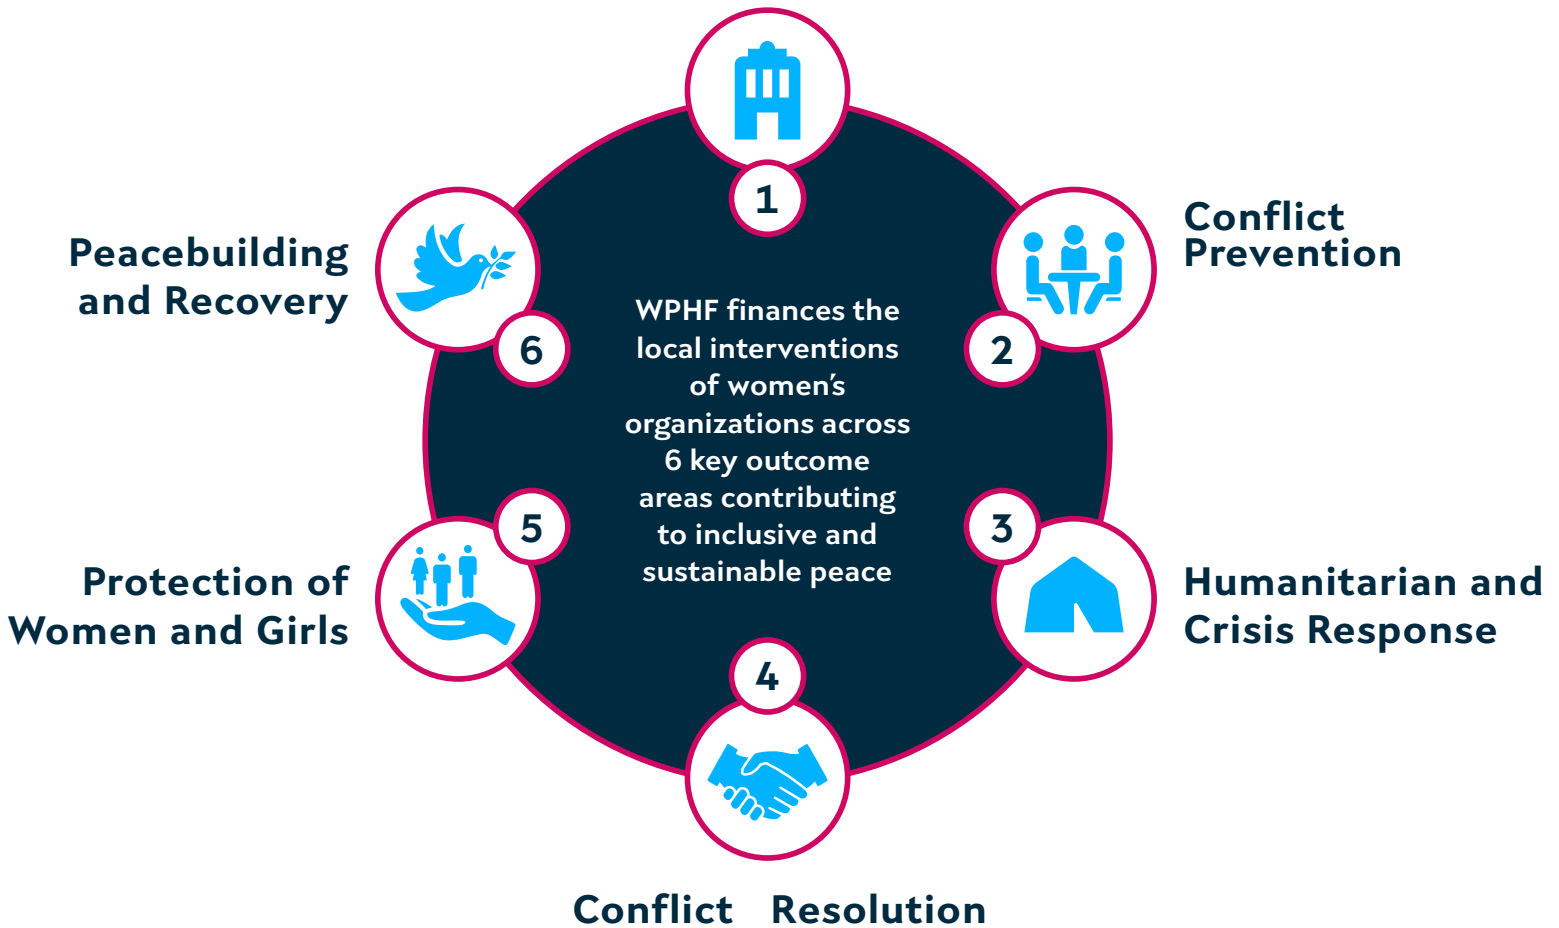 1
Conflict
Prevention
2
3
Humanitarian and
Crisis Response
4
Conflict Resolution
5
Protection of
Women and Girls
6
Peacebuilding
and Recovery
WPHF finances the
local interventions
of women's
organizations across
6 key outcome
areas contributing
to inclusive and
sustainable peace